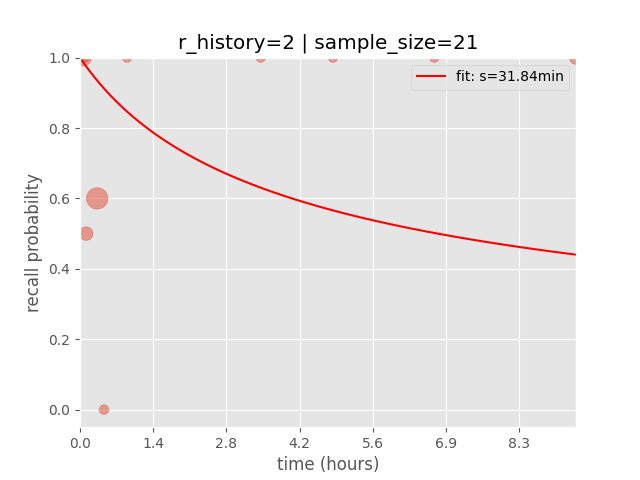 r_history=2 | sample_size=21
fit: s=31.84min
1.0
0.8
0.6
0.4
0.2
0.0
recall probability
0.0 1.4 2.8 4.2 5.6 6.9 8.3
time (hours)